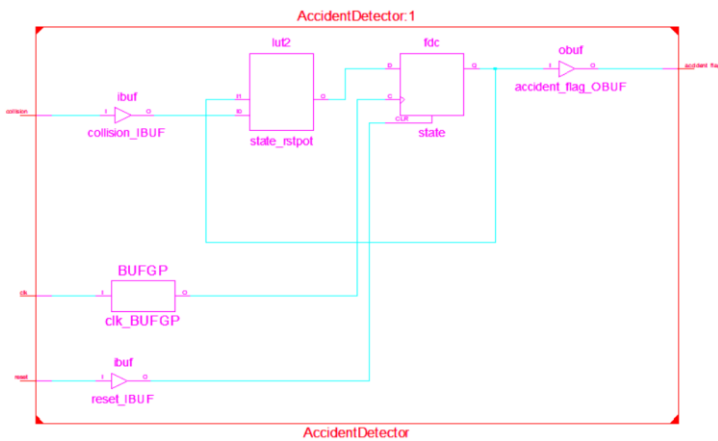 AccidentDetector:1
lut2
fdc
obuf
ibuf
I1
I0
O
D
Q
C
CLR
I
O
accident_flag
accident_flag_OBUF
collision
I
O
collision_IBUF
state_rstpot
state
BUFGP
clk
I
O
clk_BUFGP
ibuf
reset
I
O
reset_IBUF
AccidentDetector